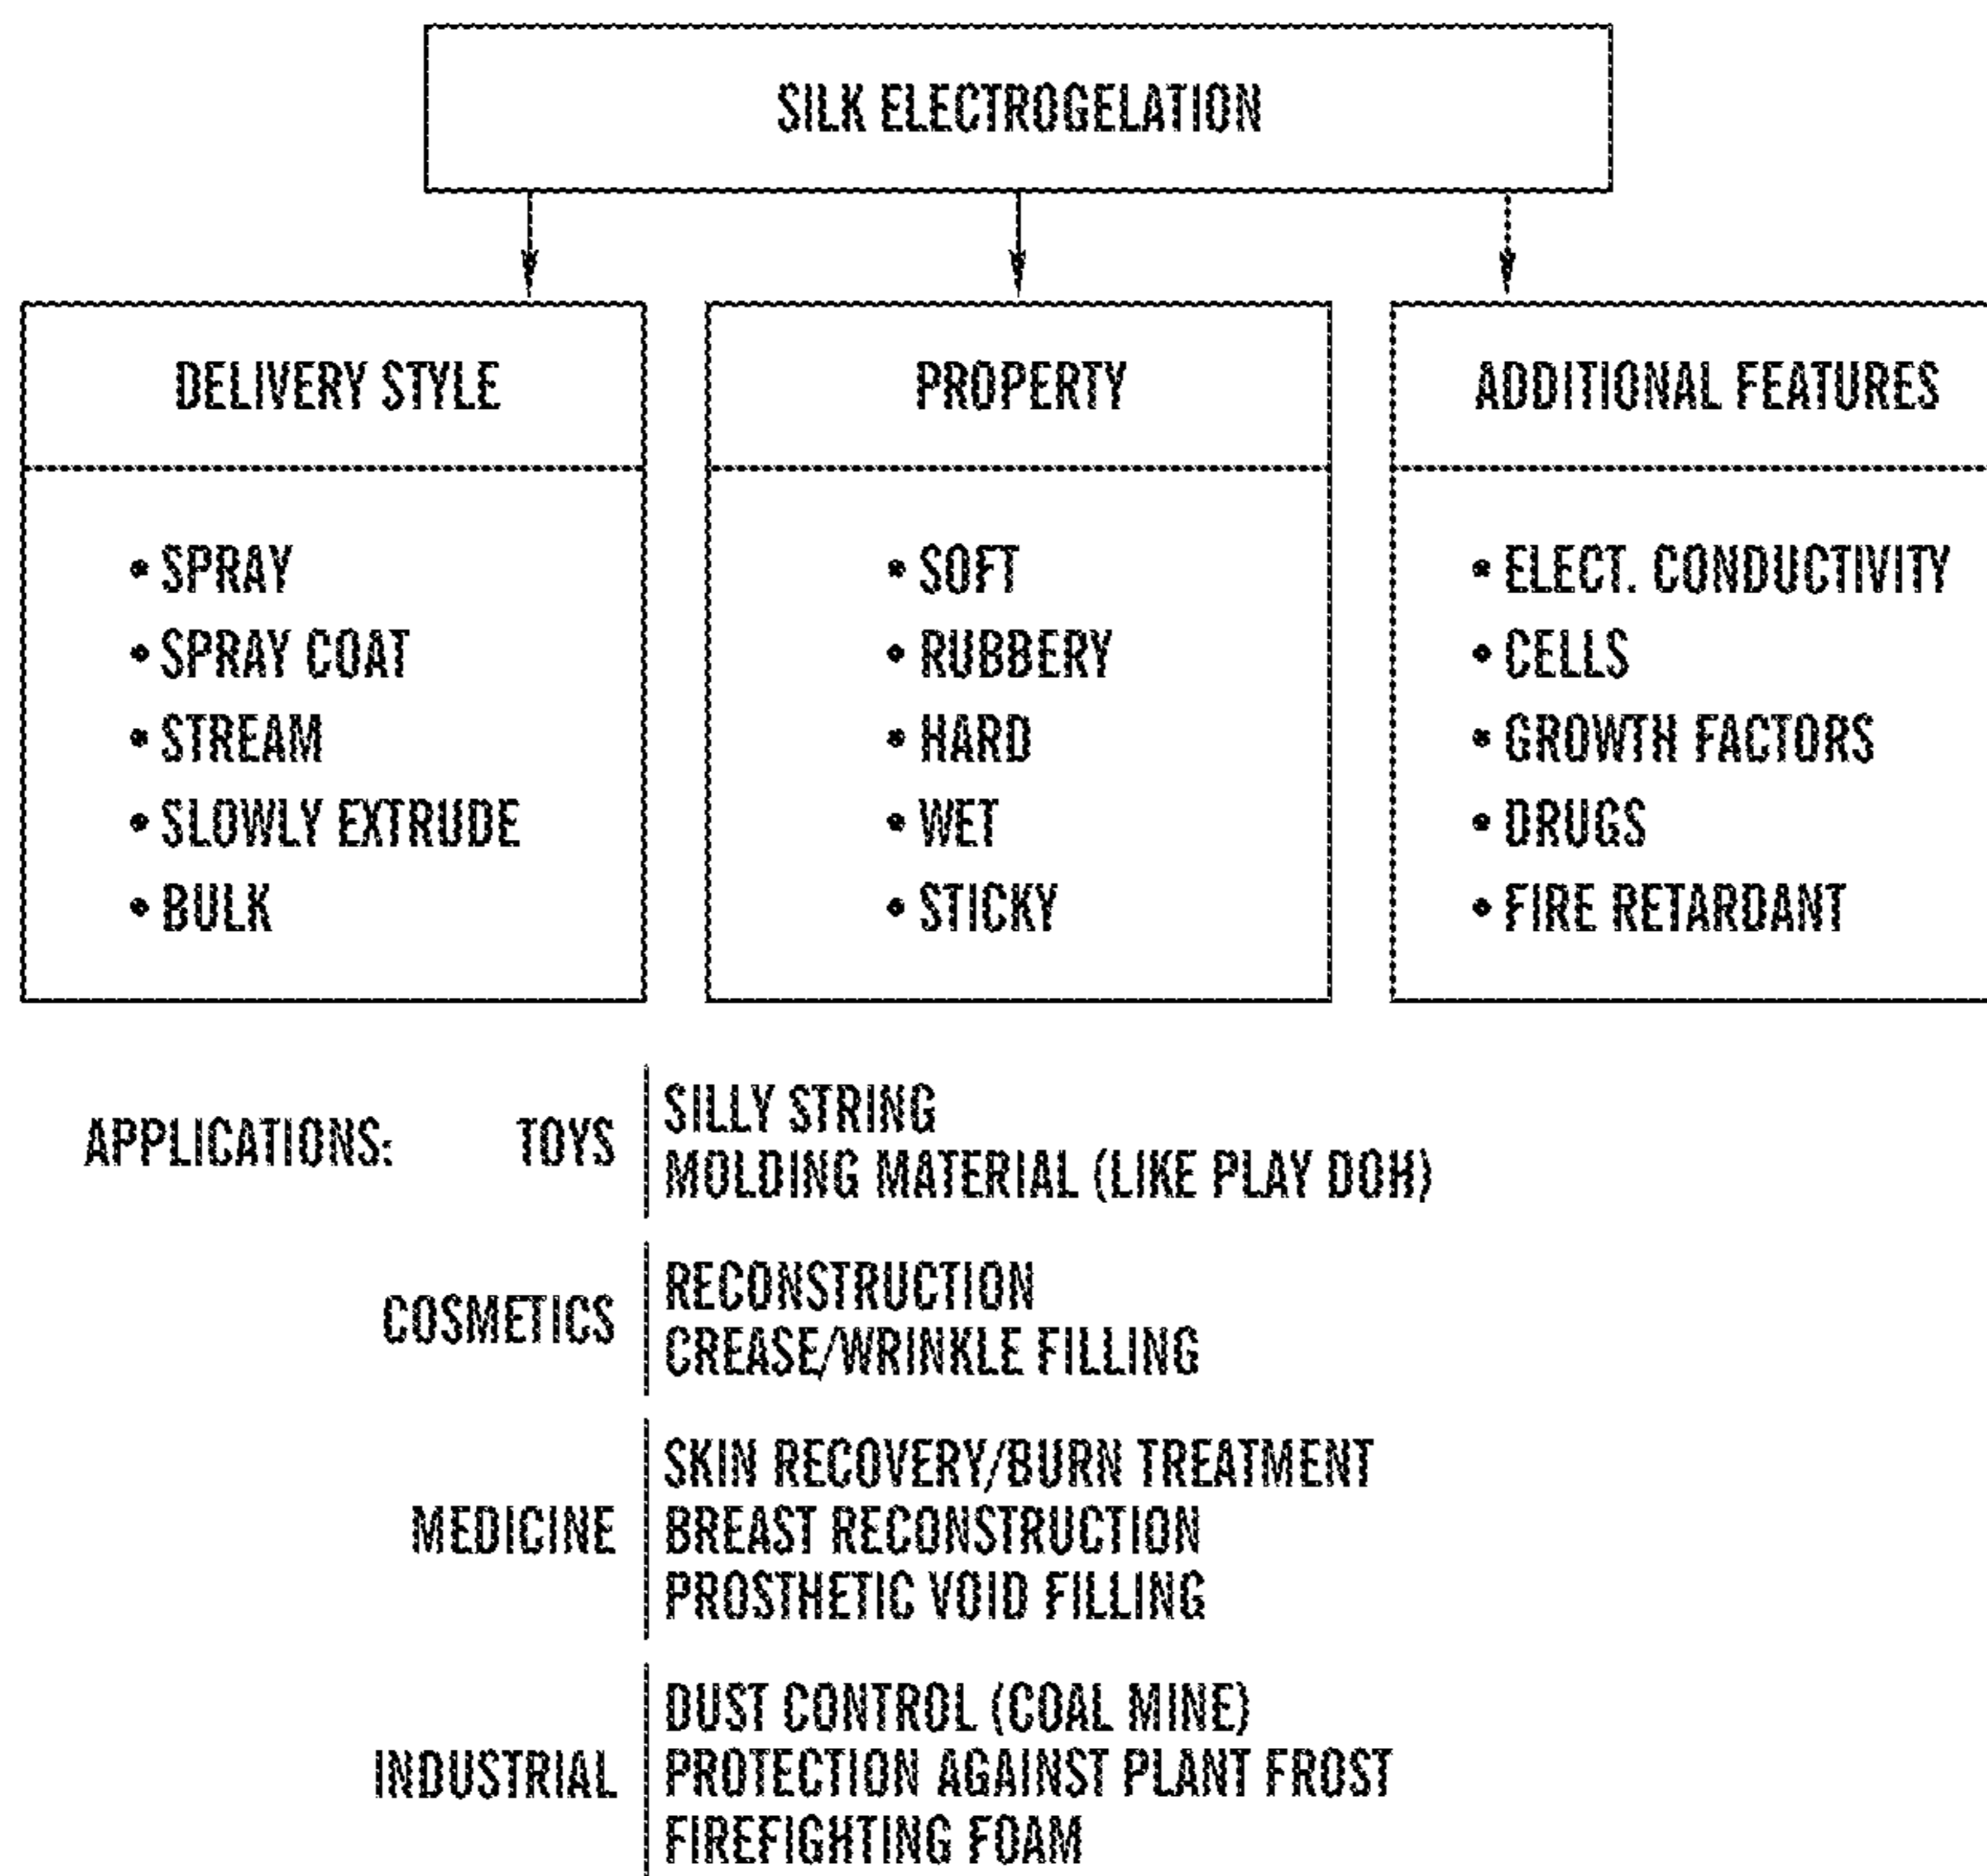 SILK ELECTROGELATION
DELIVERY STYLE
• SPRAY
• SPRAY COAT
• STREAM
• SLOWLY EXTRUDE
• BULK
PROPERTY
• SOFT
• RUBBERY
• HARD
• WET
• STICKY
ADDITIONAL FEATURES
• ELECT. CONDUCTIVITY
• CELLS
• GROWTH FACTORS
• DRUGS
• FIRE RETARDANT
APPLICATIONS: TOYS
SILLY STRING
MOLDING MATERIAL (LIKE PLAY DOH)
COSMETICS
RECONSTRUCTION
CREASE/WRINKLE FILLING
MEDICINE
SKIN RECOVERY/BURN TREATMENT
BREAST RECONSTRUCTION
PROSTHETIC VOID FILLING
INDUSTRIAL
DUST CONTROL (COAL MINE)
PROTECTION AGAINST PLANT FROST
FIREFIGHTING FOAM